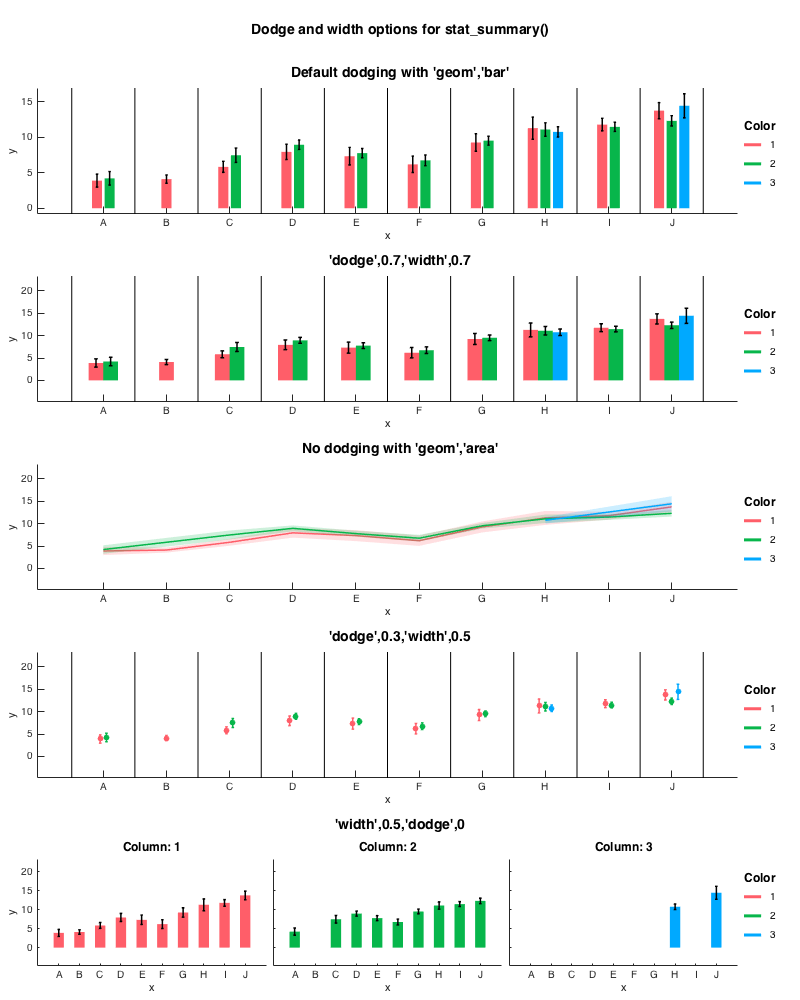 Dodge and width options for stat_summary()
Default dodging with 'geom','bar'
15
10
5
0
y
A B C D E F G H I J
x
Color
1
2
3
'dodge',0.7,'width',0.7
20
15
10
5
0
y
A B C D E F G H I J
x
Color
1
2
3
No dodging with 'geom','area'
20
15
10
5
0
y
A B C D E F G H I J
x
Color
1
2
3
'dodge',0.3,'width',0.5
20
15
10
5
0
y
A B C D E F G H I J
x
Color
1
2
3
'width',0.5,'dodge',0
Column: 1 Column: 2 Column: 3
20
15
10
5
0
y
A B C D E F G H I J A B C D E F G H I J A B C D E F G H I J
x x x
Color
1
2
3